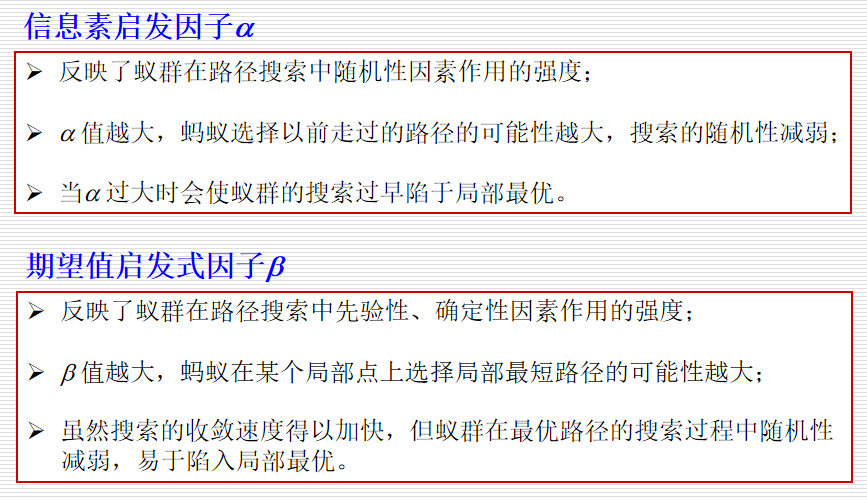 信息素启发因子α
➢ 反映了蚁群在路径搜索中随机性因素作用的强度；
➢ α值越大，蚂蚁选择以前走过的路径的可能性越大，搜索的随机性减弱；
➢ 当α过大时会使蚁群的搜索过早陷于局部最优。
期望值启发式因子β
➢ 反映了蚁群在路径搜索中先验性、确定性因素作用的强度；
➢ β值越大，蚂蚁在某个局部点上选择局部最短路径的可能性越大；
➢ 虽然搜索的收敛速度得以加快，但蚁群在最优路径的搜索过程中随机性
减弱，易于陷入局部最优。